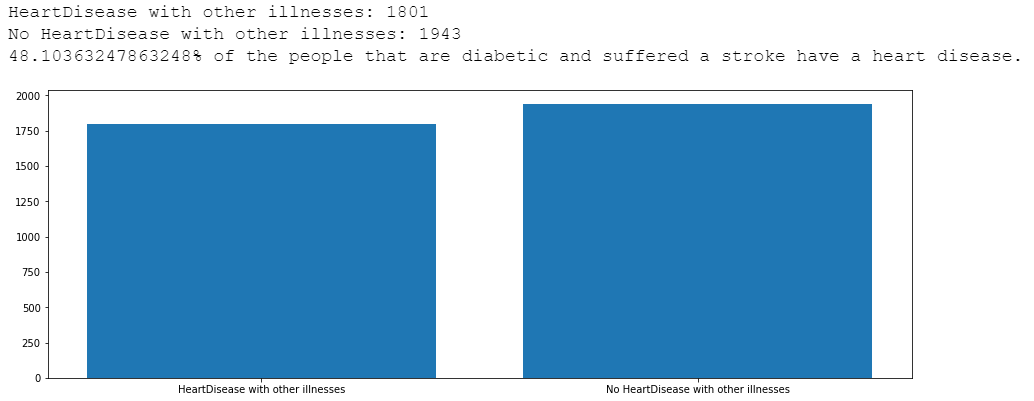 HeartDisease with other illnesses: 1801
No HeartDisease with other illnesses: 1943
48.10363247863248% of the people that are diabetic and suffered a stroke have a heart disease.
2000
1750
1500
1250
1000
750
500
250
0
HeartDisease with other illnesses No HeartDisease with other illnesses